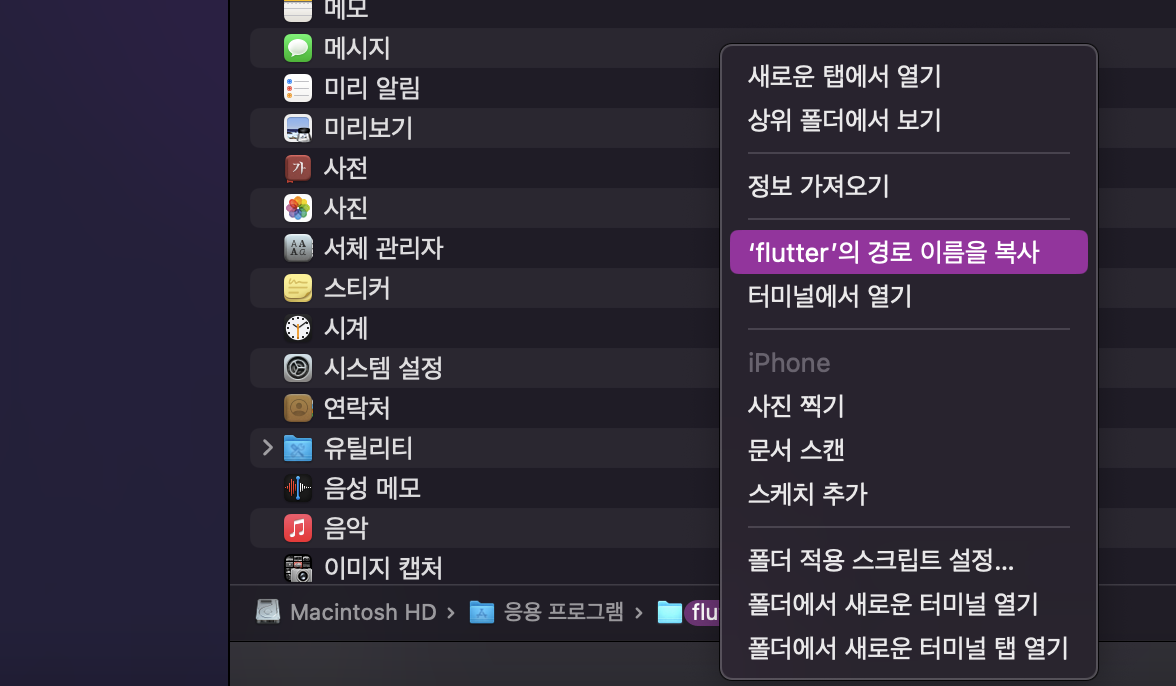 메모
메시지
미리 알림
미리보기
사전
사진
서체 관리자
스티커
시계
시스템 설정
연락처
유틸리티
음성 메모
음악
이미지 캡처
Macintosh HD › 응용 프로그램 › flu
새로운 탭에서 열기
상위 폴더에서 보기
정보 가져오기
‘flutter’의 경로 이름을 복사
터미널에서 열기
iPhone
사진 찍기
문서 스캔
스케치 추가
폴더 적용 스크립트 설정...
폴더에서 새로운 터미널 열기
폴더에서 새로운 터미널 탭 열기